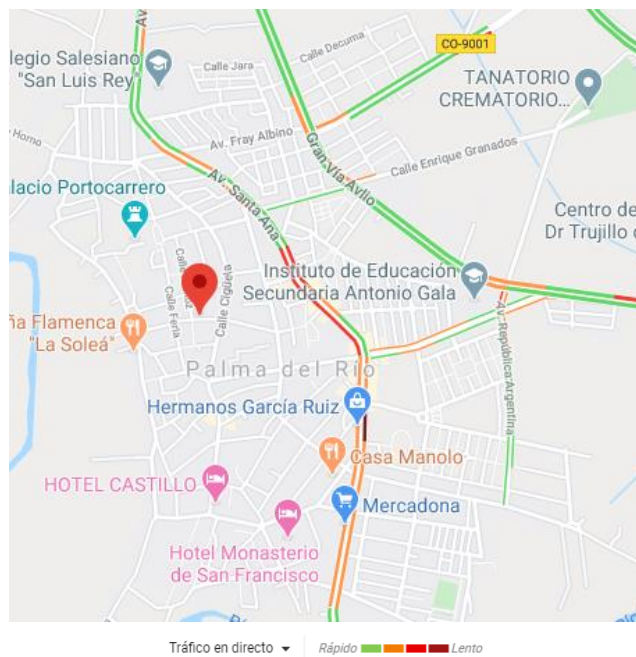 Av.
CO-9001
Calle Decuma
legio Salesiano
"San Luis Rey"
Calle Jara
TANATORIO
CREMATORIO...
Av. Fray Albino
Gran Vía Avlio
Horno
Calle Enrique Granados
lacio Portocarrero
Av. Santa Ana
Centro de
Dr Trujillo
Instituto de Educación
Secundaria Antonio Gala
Calle Feria
Calle Cigüela
ña Flamenca
"La Soleá"
Av. República Argentina
Palma del Río
Hermanos García Ruiz
Casa Manolo
HOTEL CASTILLO
Mercadona
Hotel Monasterio
de San Francisco
Tráfico en directo
Rápido Lento